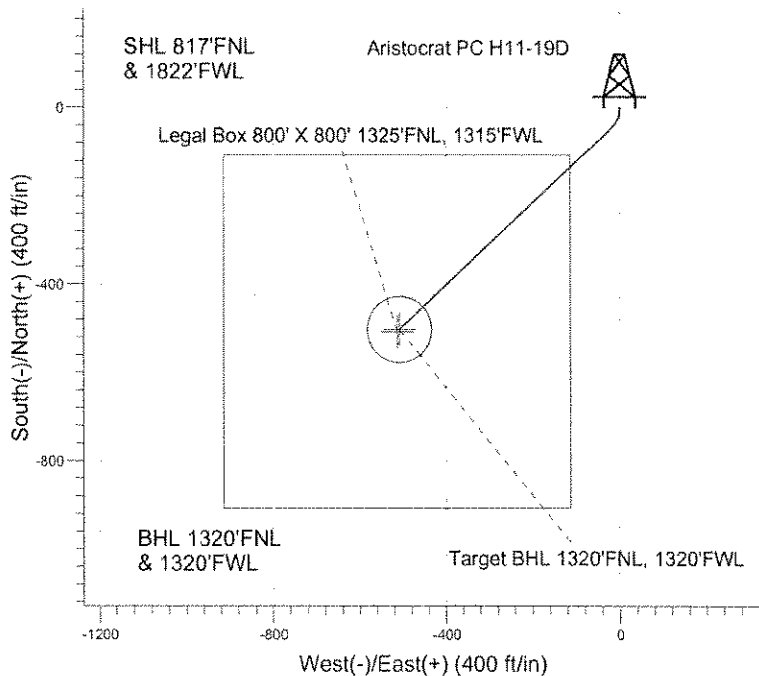 SHL 817'FNL
& 1822'FWL
Aristocrat PC H11-19D
Legal Box 800' X 800' 1325'FNL, 1315'FWL
0
-400
-800
South(-)/North(+) (400 ft/in)
BHL 1320'FNL
& 1320'FWL
Target BHL 1320'FNL, 1320'FWL
-1200
-800
-400
0
West(-)/East(+) (400 ft/in)